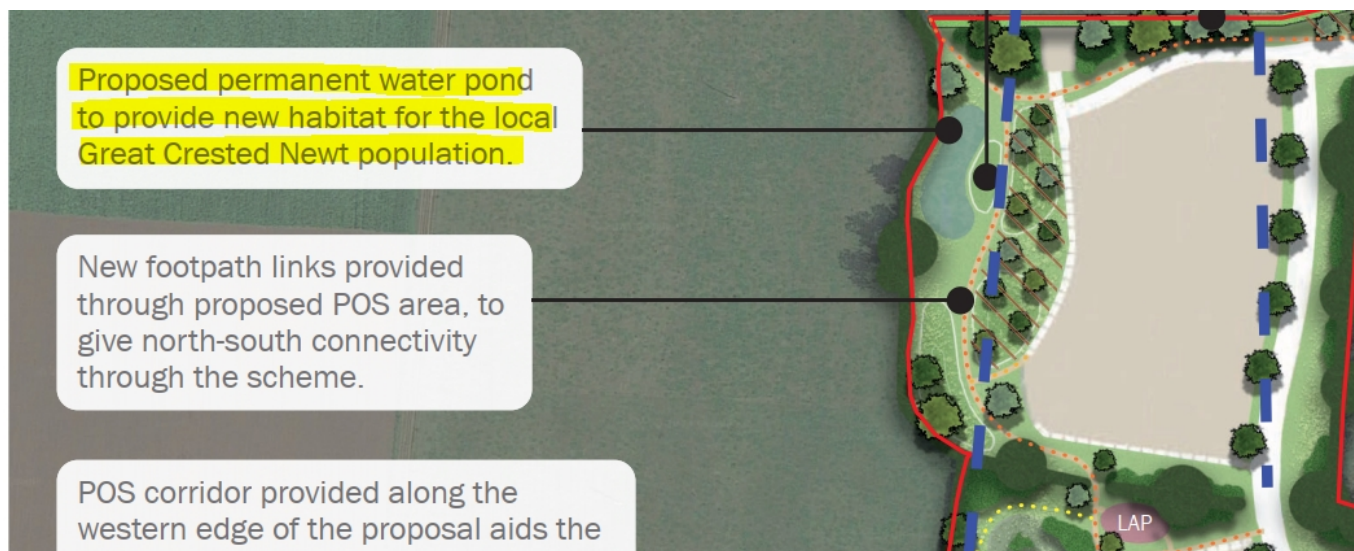 Proposed permanent water pond
to provide new habitat for the local
Great Crested Newt population.
New footpath links provided
through proposed POS area, to
give north-south connectivity
through the scheme.
POS corridor provided along the
western edge of the proposal aids the
LAP